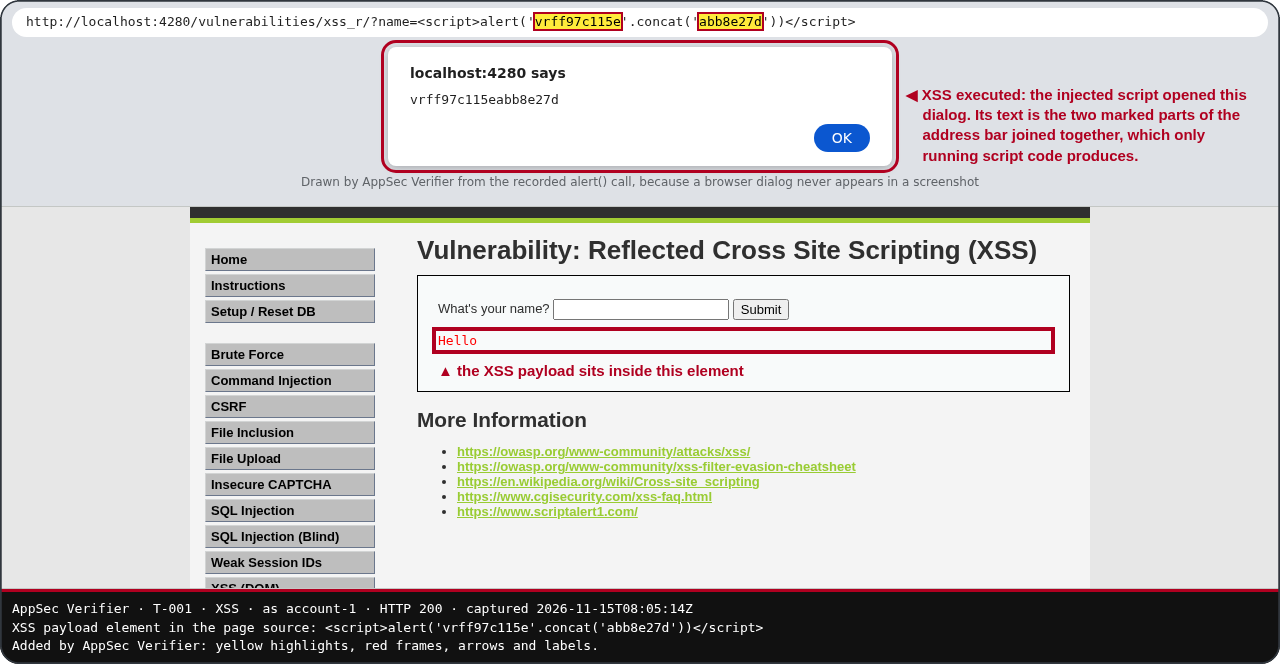 http://localhost:4280/vulnerabilities/xss_r/?name=<script>alert('vrff97c115e'.concat('abb8e27d'))</script>
localhost:4280 says
vrff97c115eabb8e27d
OK
◀ XSS executed: the injected script opened this
dialog. Its text is the two marked parts of the
address bar joined together, which only
running script code produces.
Drawn by AppSec Verifier from the recorded alert() call, because a browser dialog never appears in a screenshot
Home
Instructions
Setup / Reset DB
Brute Force
Command Injection
CSRF
File Inclusion
File Upload
Insecure CAPTCHA
SQL Injection
SQL Injection (Blind)
Weak Session IDs
XSS (DOM)
Vulnerability: Reflected Cross Site Scripting (XSS)
What's your name? Submit
Hello
▲ the XSS payload sits inside this element
More Information
• https://owasp.org/www-community/attacks/xss/
• https://owasp.org/www-community/xss-filter-evasion-cheatsheet
• https://en.wikipedia.org/wiki/Cross-site_scripting
• https://www.cgisecurity.com/xss-faq.html
• https://www.scriptalert1.com/
AppSec Verifier · T-001 · XSS · as account-1 · HTTP 200 · captured 2026-11-15T08:05:14Z
XSS payload element in the page source: <script>alert('vrff97c115e'.concat('abb8e27d'))</script>
Added by AppSec Verifier: yellow highlights, red frames, arrows and labels.